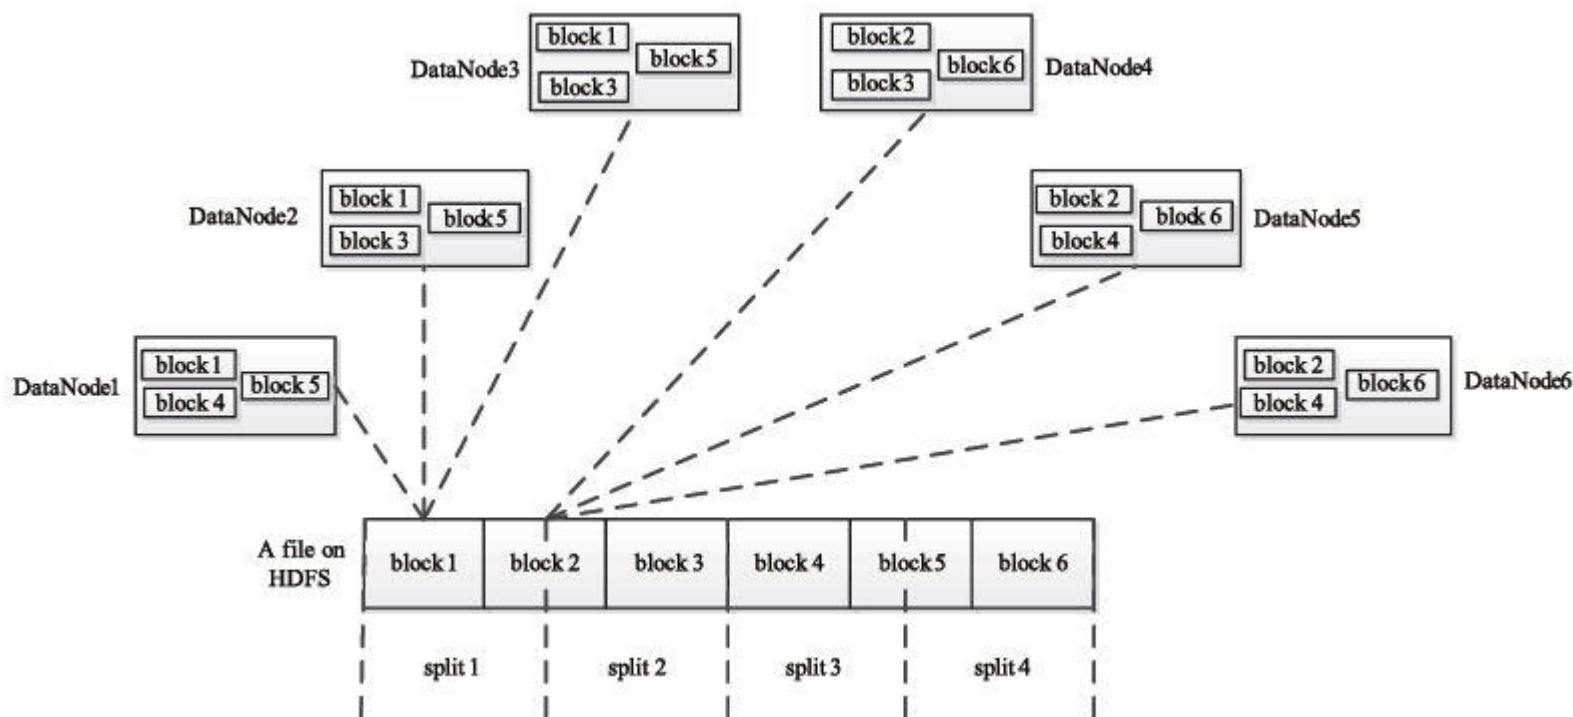 block 1
block 5
block 3
DataNode3
block2
block 6
block 3
DataNode4
block 1
block 5
block 3
DataNode2
block 2
block 6
block 4
DataNode5
block 1
block 5
block 4
DataNode1
block 2
block 6
block 4
DataNode6
A file on
HDFS
block 1
block 2
block 3
block 4
block 5
block 6
split 1
split 2
split 3
split 4